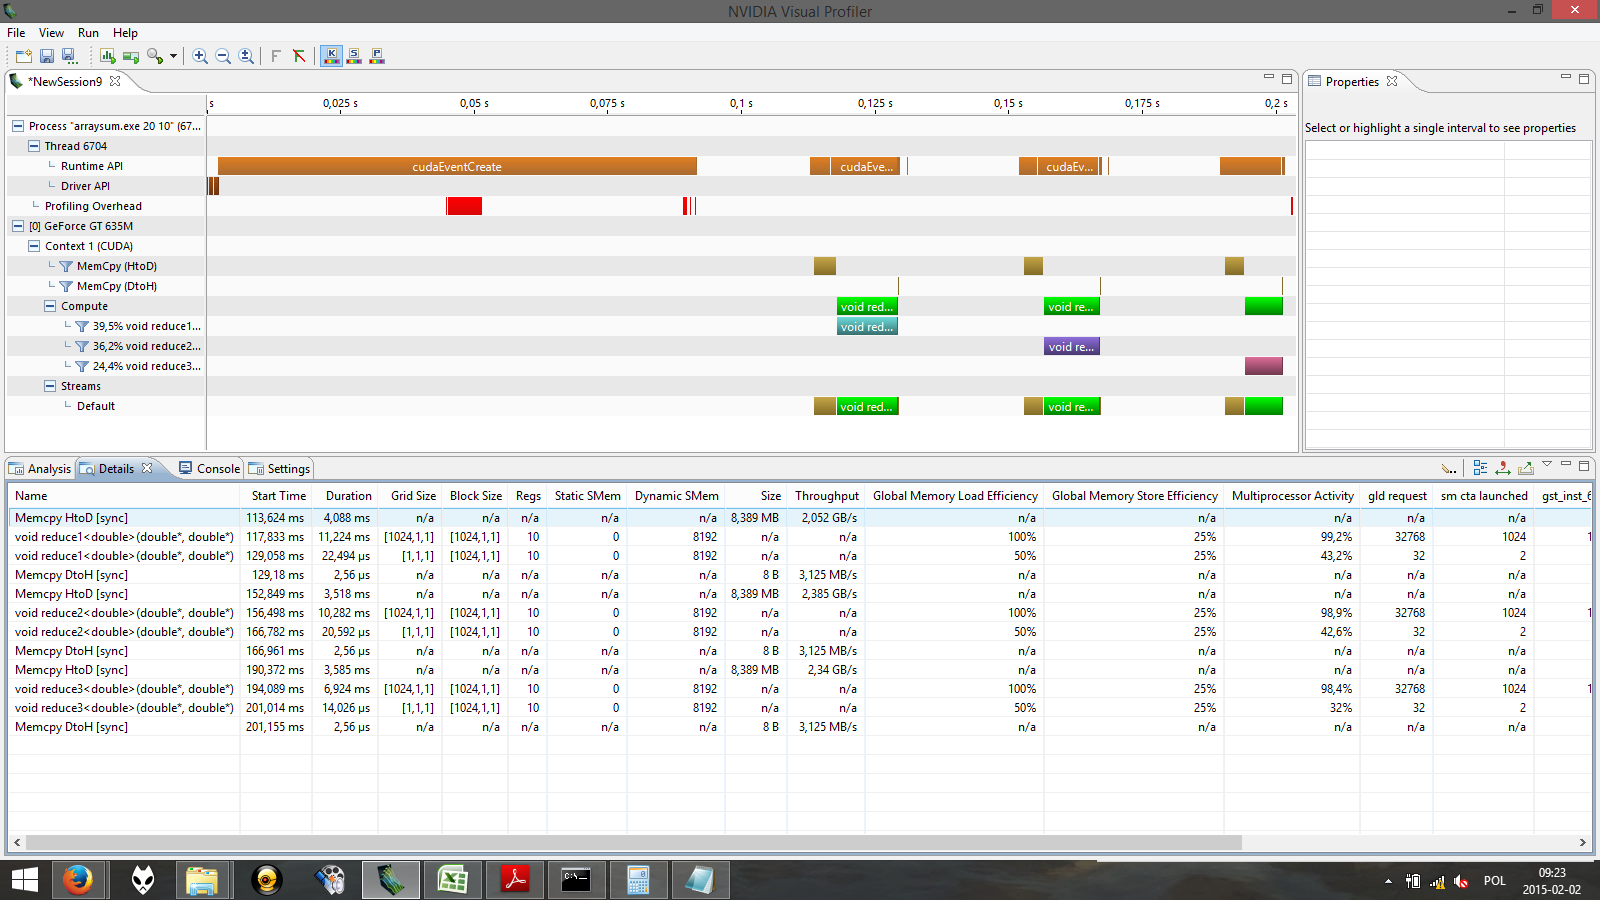 NVIDIA Visual Profiler
File View Run Help
*NewSession9
s 0,025 s 0,05 s 0,075 s 0,1 s 0,125 s 0,15 s 0,175 s 0,2 s
Process "arraysum.exe 20 10" (67...
Thread 6704
Runtime API cudaEventCreate cudaEve... cudaEv...
Driver API
Profiling Overhead
[0] GeForce GT 635M
Context 1 (CUDA)
MemCpy (HtoD)
MemCpy (DtoH)
Compute void red... void re...
39,5% void reduce1... void red...
36,2% void reduce2... void re...
24,4% void reduce3...
Streams
Default void red... void re...
Properties
Select or highlight a single interval to see properties
Analysis Details Console Settings
Name Start Time Duration Grid Size Block Size Regs Static SMem Dynamic SMem Size Throughput Global Memory Load Efficiency Global Memory Store Efficiency Multiprocessor Activity gld request sm cta launched gst_inst_6
Memcpy HtoD [sync] 113,624 ms 4,088 ms n/a n/a n/a n/a n/a 8,389 MB 2,052 GB/s n/a n/a n/a n/a n/a
void reduce1<double>(double*, double*) 117,833 ms 11,224 ms [1024,1,1] [1024,1,1] 10 0 8192 n/a n/a 100% 25% 99,2% 32768 1024 1
void reduce1<double>(double*, double*) 129,058 ms 22,494 µs [1,1,1] [1024,1,1] 10 0 8192 n/a n/a 50% 25% 43,2% 32 2
Memcpy DtoH [sync] 129,18 ms 2,56 µs n/a n/a n/a n/a n/a 8 B 3,125 MB/s n/a n/a n/a n/a n/a
Memcpy HtoD [sync] 152,849 ms 3,518 ms n/a n/a n/a n/a n/a 8,389 MB 2,385 GB/s n/a n/a n/a n/a n/a
void reduce2<double>(double*, double*) 156,498 ms 10,282 ms [1024,1,1] [1024,1,1] 10 0 8192 n/a n/a 100% 25% 98,9% 32768 1024 1
void reduce2<double>(double*, double*) 166,782 ms 20,592 µs [1,1,1] [1024,1,1] 10 0 8192 n/a n/a 50% 25% 42,6% 32 2
Memcpy DtoH [sync] 166,961 ms 2,56 µs n/a n/a n/a n/a n/a 8 B 3,125 MB/s n/a n/a n/a n/a n/a
Memcpy HtoD [sync] 190,372 ms 3,585 ms n/a n/a n/a n/a n/a 8,389 MB 2,34 GB/s n/a n/a n/a n/a n/a
void reduce3<double>(double*, double*) 194,089 ms 6,924 ms [1024,1,1] [1024,1,1] 10 0 8192 n/a n/a 100% 25% 98,4% 32768 1024 1
void reduce3<double>(double*, double*) 201,014 ms 14,026 µs [1,1,1] [1024,1,1] 10 0 8192 n/a n/a 50% 25% 32% 32 2
Memcpy DtoH [sync] 201,155 ms 2,56 µs n/a n/a n/a n/a n/a 8 B 3,125 MB/s n/a n/a n/a n/a n/a
POL
09:23
2015-02-02